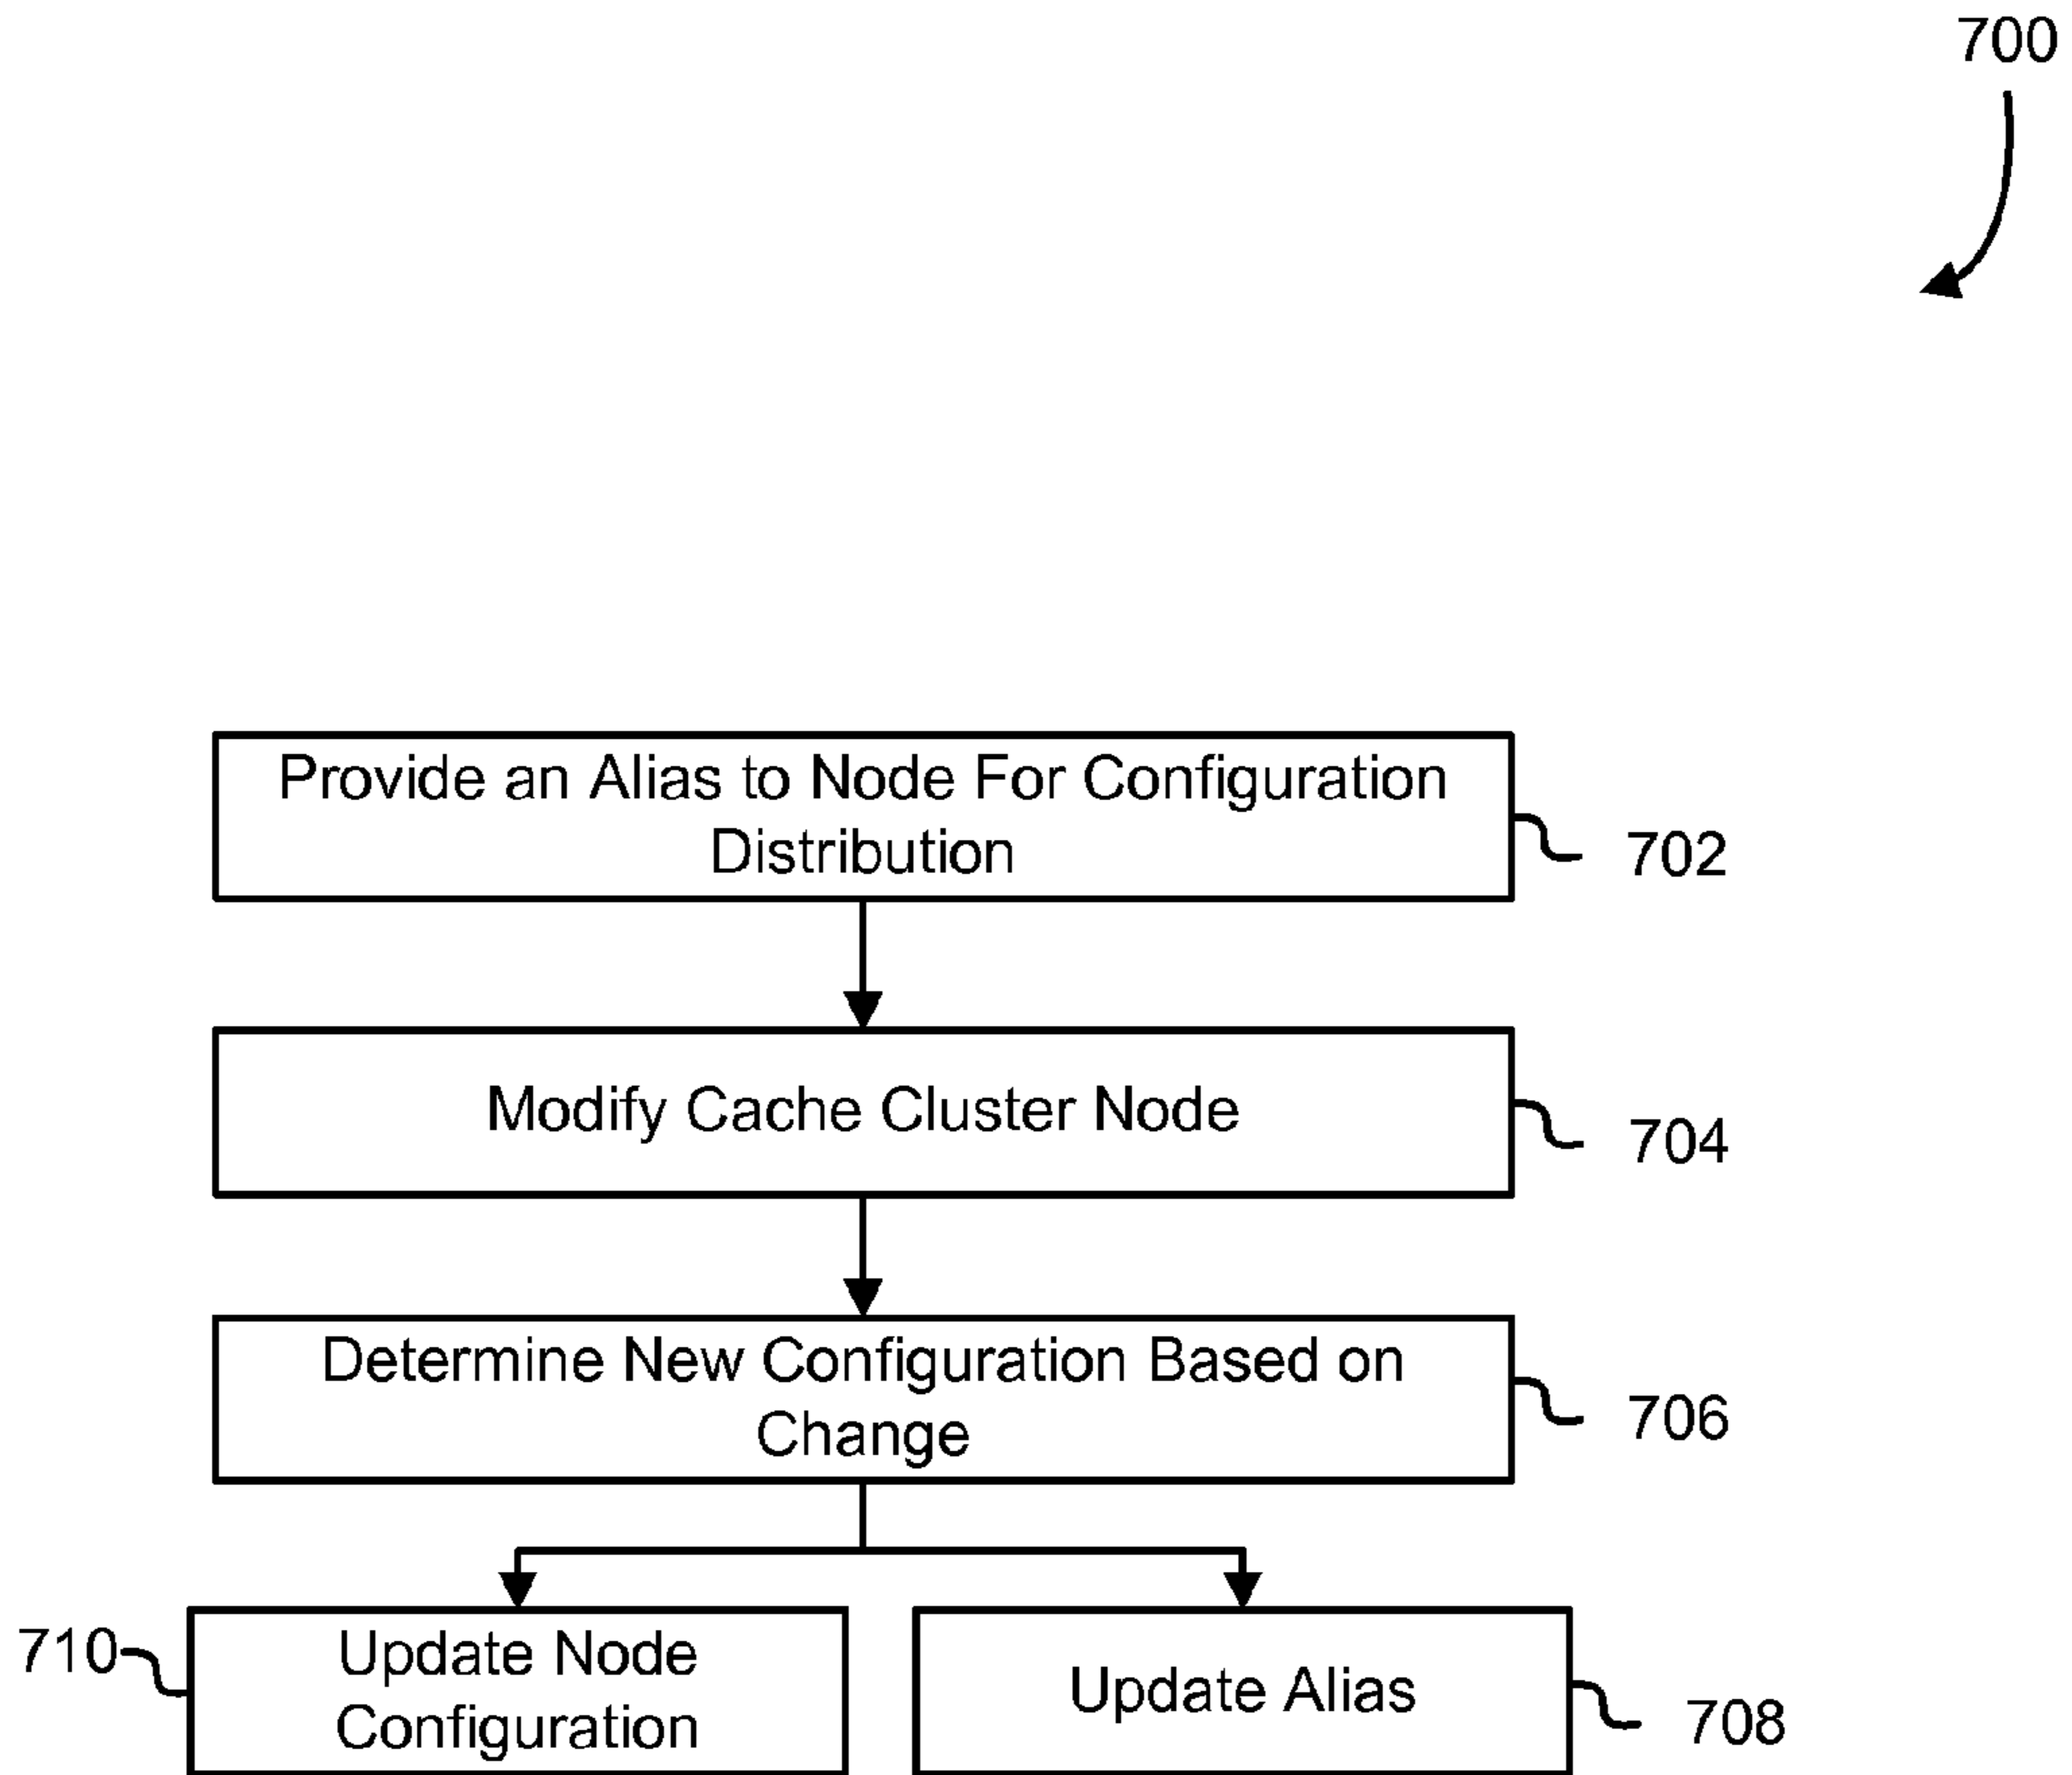 700
Provide an Alias to Node For Configuration
Distribution
702
Modify Cache Cluster Node
704
Determine New Configuration Based on
Change
706
710
Update Node
Configuration
Update Alias
708